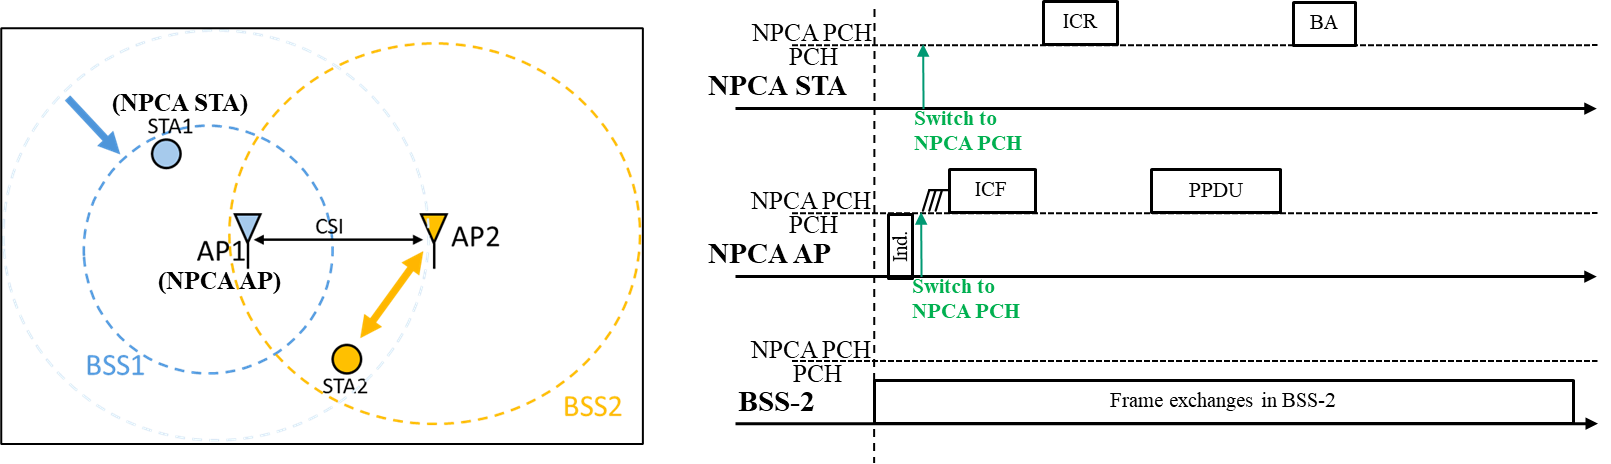 (NPCA STA)
STA1
CSI
AP1
AP2
(NPCA AP)
BSS1
STA2
BSS2
NPCA PCH
PCH
NPCA STA
ICR
BA
Switch to
NPCA PCH
NPCA PCH
PCH
NPCA AP
Ind.
ICF
PPDU
Switch to
NPCA PCH
NPCA PCH
PCH
BSS-2
Frame exchanges in BSS-2